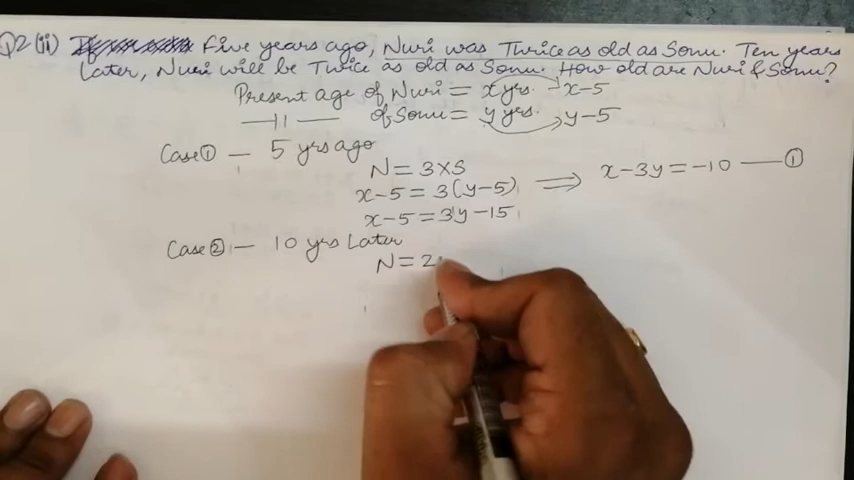 Q2(ii) Five years ago, Nuri was Thrice as old as Sonu. Ten years
Later, Nuri will be Twice as old as Sonu. How old are Nuri & Sonu?
Present age of Nuri = x yrs. x-5
—11— of Sonu = y yrs. y-5
Case① — 5 yrs ago
N = 3×S
x-5 = 3(y-5) ⟹ x-3y = -10 —①
x-5 = 3y-15
Case② — 10 yrs Later
N = 2